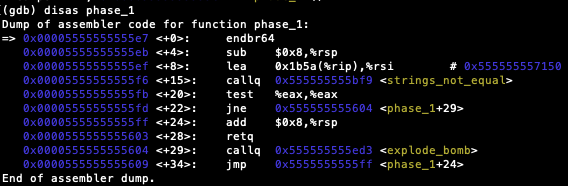 (gdb) disas phase_1
Dump of assembler code for function phase_1:
=> 0x00005555555555e7 <+0>: endbr64
0x00005555555555eb <+4>: sub $0x8,%rsp
0x00005555555555ef <+8>: lea 0x1b5a(%rip),%rsi # 0x555555557150
0x00005555555555f6 <+15>: callq 0x555555555bf9 <strings_not_equal>
0x00005555555555fb <+20>: test %eax,%eax
0x00005555555555fd <+22>: jne 0x555555555604 <phase_1+29>
0x00005555555555ff <+24>: add $0x8,%rsp
0x0000555555555603 <+28>: retq
0x0000555555555604 <+29>: callq 0x555555555ed3 <explode_bomb>
0x0000555555555609 <+34>: jmp 0x5555555555ff <phase_1+24>
End of assembler dump.